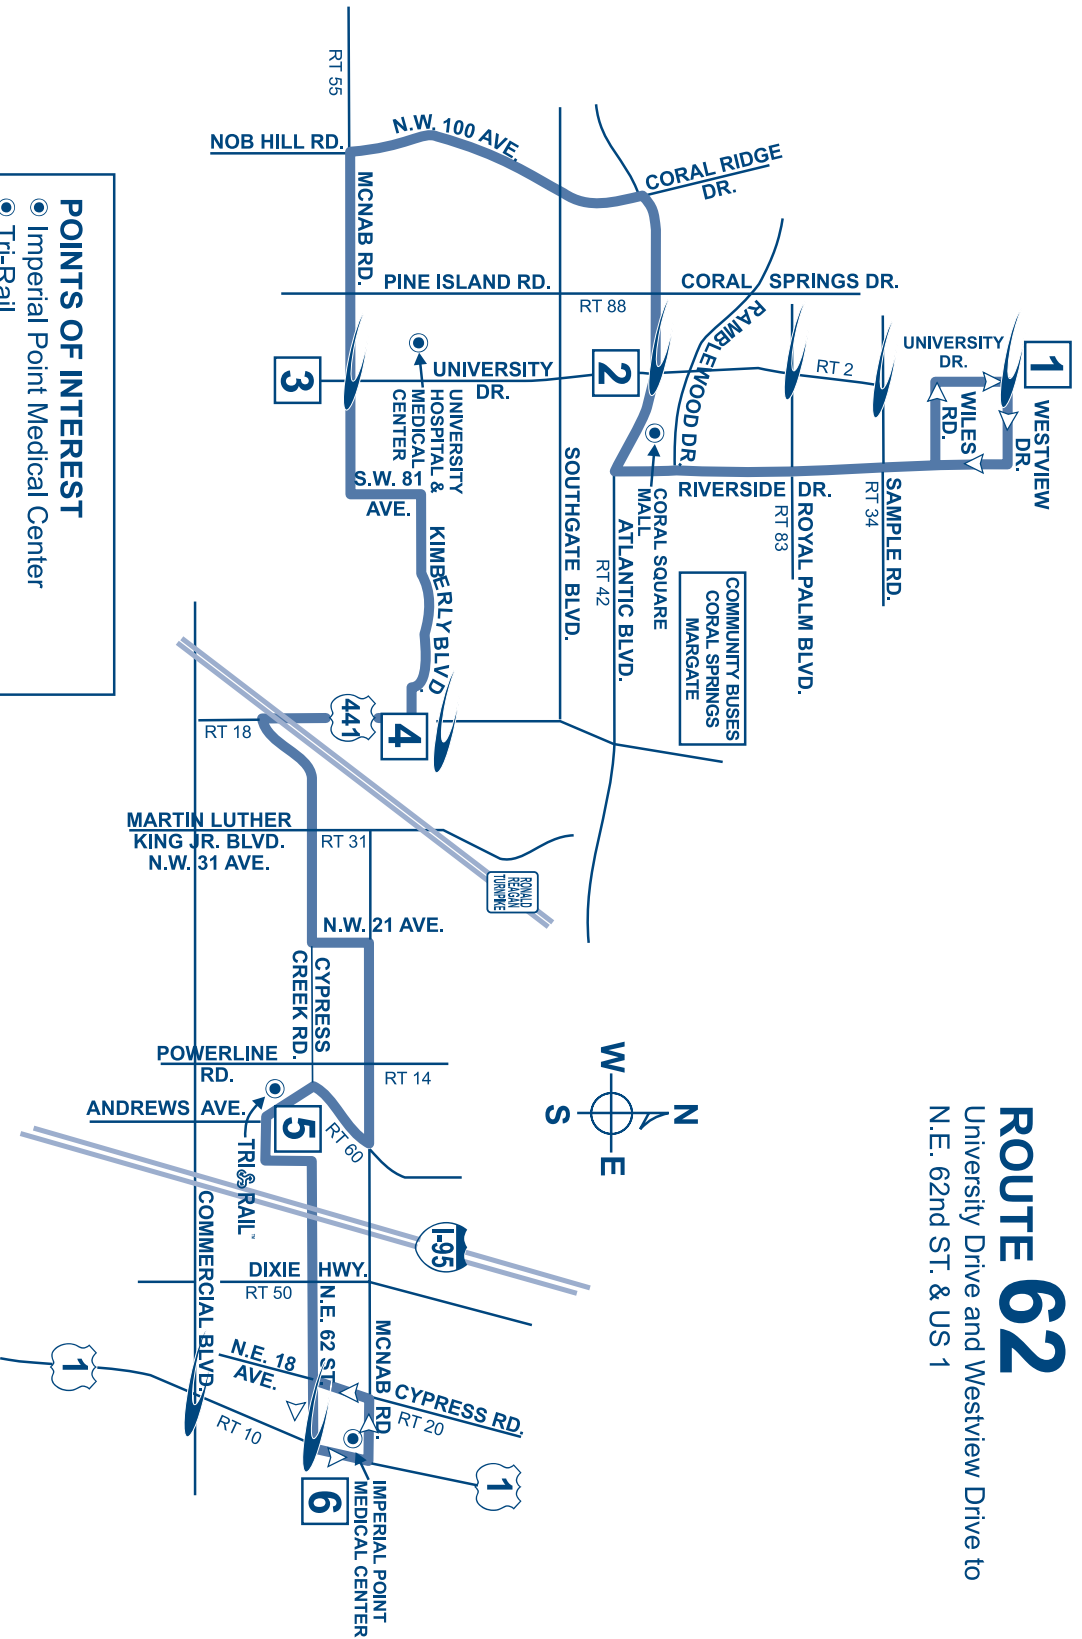 ROUTE 62
University Drive and Westview Drive to
N.E. 62nd ST. & US 1
1
WESTVIEW
DR.
UNIVERSITY
DR.
WILES
RD.
RT 2
SAMPLE RD.
RT 34
ROYAL PALM BLVD.
RT 83
RIVERSIDE DR.
RAMBLEWOOD DR.
CORAL SPRINGS DR.
CORAL RIDGE
DR.
RT 88
2
CORAL SQUARE
MALL
COMMUNITY BUSES
CORAL SPRINGS
MARGATE
ATLANTIC BLVD.
RT 42
SOUTHGATE BLVD.
N.W. 100 AVE.
NOB HILL RD.
RT 55
MCNAB RD.
PINE ISLAND RD.
UNIVERSITY
DR.
3
UNIVERSITY
HOSPITAL &
MEDICAL
CENTER
S.W. 81
AVE.
KIMBERLY BLVD.
4
441
RT 18
MARTIN LUTHER
KING JR. BLVD.
N.W. 31 AVE.
RT 31
RONALD
REAGAN
TURNPIKE
N.W. 21 AVE.
CYPRESS
CREEK RD.
POWERLINE
RD.
RT 14
ANDREWS AVE.
5
RT 60
TRI RAIL™
I-95
COMMERCIAL BLVD.
DIXIE HWY.
RT 50
N.E. 62 ST.
MCNAB RD.
N.E. 18
AVE.
CYPRESS RD.
RT 20
RT 10
1
1
6
IMPERIAL POINT
MEDICAL CENTER
N
W
E
S
POINTS OF INTEREST
Imperial Point Medical Center
Tri-Rail